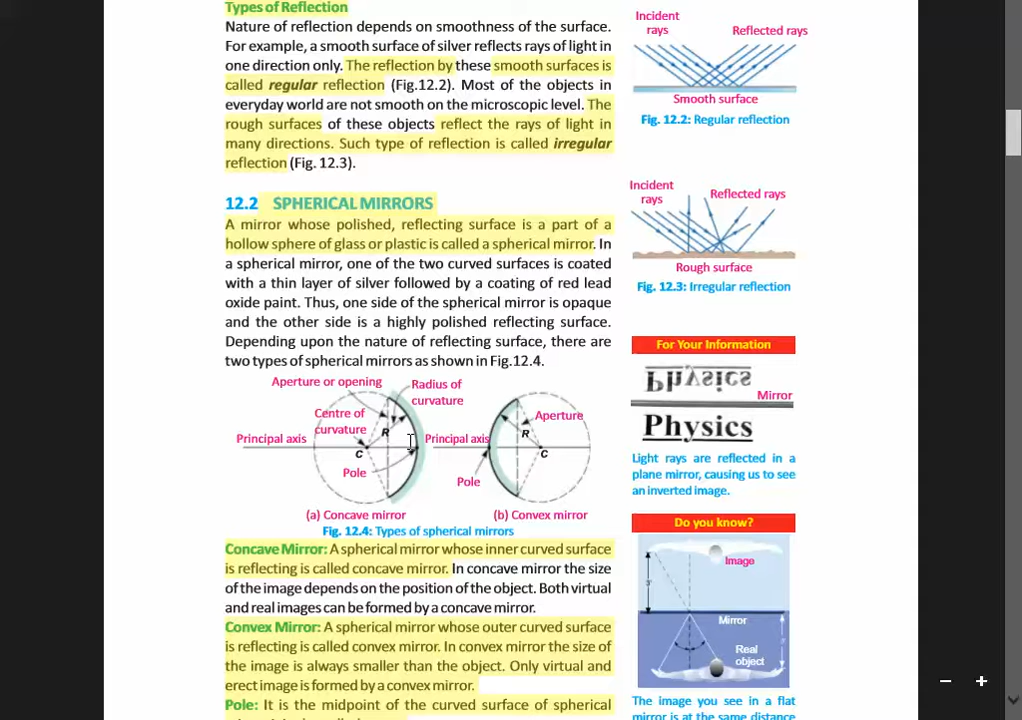 Types of Reflection
Nature of reflection depends on smoothness of the surface.
For example, a smooth surface of silver reflects rays of light in
one direction only. The reflection by these smooth surfaces is
called regular reflection (Fig.12.2). Most of the objects in
everyday world are not smooth on the microscopic level. The
rough surfaces of these objects reflect the rays of light in
many directions. Such type of reflection is called irregular
reflection (Fig. 12.3).
12.2 SPHERICAL MIRRORS
A mirror whose polished, reflecting surface is a part of a
hollow sphere of glass or plastic is called a spherical mirror. In
a spherical mirror, one of the two curved surfaces is coated
with a thin layer of silver followed by a coating of red lead
oxide paint. Thus, one side of the spherical mirror is opaque
and the other side is a highly polished reflecting surface.
Depending upon the nature of reflecting surface, there are
two types of spherical mirrors as shown in Fig.12.4.
Aperture or opening
Radius of
curvature
Centre of
curvature
R
Principal axis
C
Pole
(a) Concave mirror
Aperture
R
Principal axis
C
Pole
(b) Convex mirror
Fig. 12.4: Types of spherical mirrors
Concave Mirror: A spherical mirror whose inner curved surface
is reflecting is called concave mirror. In concave mirror the size
of the image depends on the position of the object. Both virtual
and real images can be formed by a concave mirror.
Convex Mirror: A spherical mirror whose outer curved surface
is reflecting is called convex mirror. In convex mirror the size of
the image is always smaller than the object. Only virtual and
erect image is formed by a convex mirror.
Pole: It is the midpoint of the curved surface of spherical
Incident
rays
Reflected rays
Smooth surface
Fig. 12.2: Regular reflection
Incident
rays
Reflected rays
Rough surface
Fig. 12.3: Irregular reflection
For Your Information
Physics
Mirror
Physics
Light rays are reflected in a
plane mirror, causing us to see
an inverted image.
Do you know?
Image
Mirror
Real
object
The image you see in a flat
mirror is at the same distance